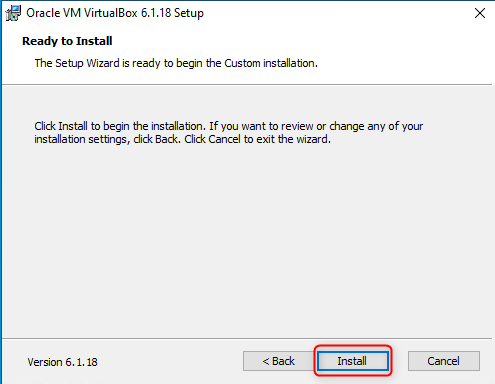 Oracle VM VirtualBox 6.1.18 Setup
Ready to Install
The Setup Wizard is ready to begin the Custom installation.
Click Install to begin the installation. If you want to review or change any of your
installation settings, click Back. Click Cancel to exit the wizard.
Version 6.1.18
< Back
Install
Cancel